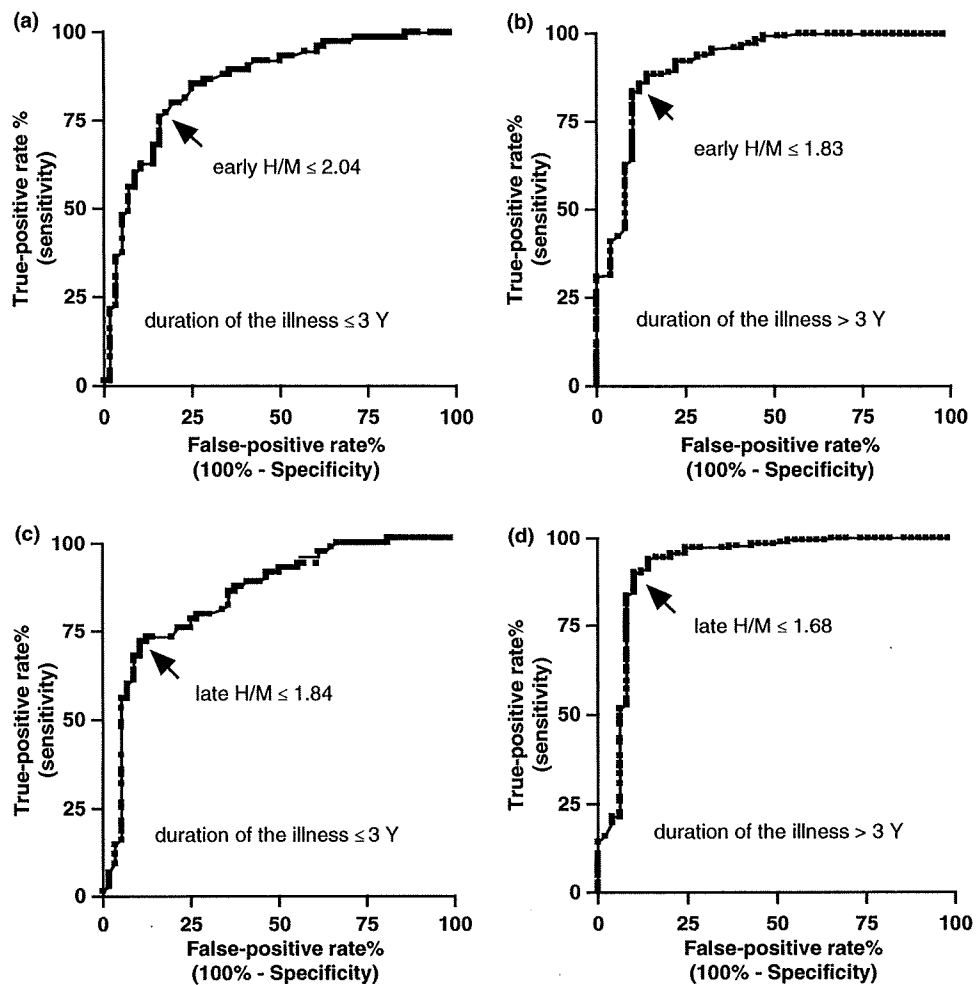 (a)
100
75
50
25
0
True-positive rate %
(sensitivity)
early H/M ≤ 2.04
duration of the illness ≤ 3 Y
0 25 50 75 100
False-positive rate%
(100% - Specificity)
(b)
100
75
50
25
0
True-positive rate%
(sensitivity)
early H/M ≤ 1.83
duration of the illness > 3 Y
0 25 50 75 100
False-positive rate%
(100% - Specificity)
(c)
100
75
50
25
0
True-positive rate%
(sensitivity)
late H/M ≤ 1.84
duration of the illness ≤ 3 Y
0 25 50 75 100
False-positive rate%
(100% - Specificity)
(d)
100
75
50
25
0
True-positive rate%
(sensitivity)
late H/M ≤ 1.68
duration of the illness > 3 Y
0 25 50 75 100
False-positive rate%
(100% - Specificity)